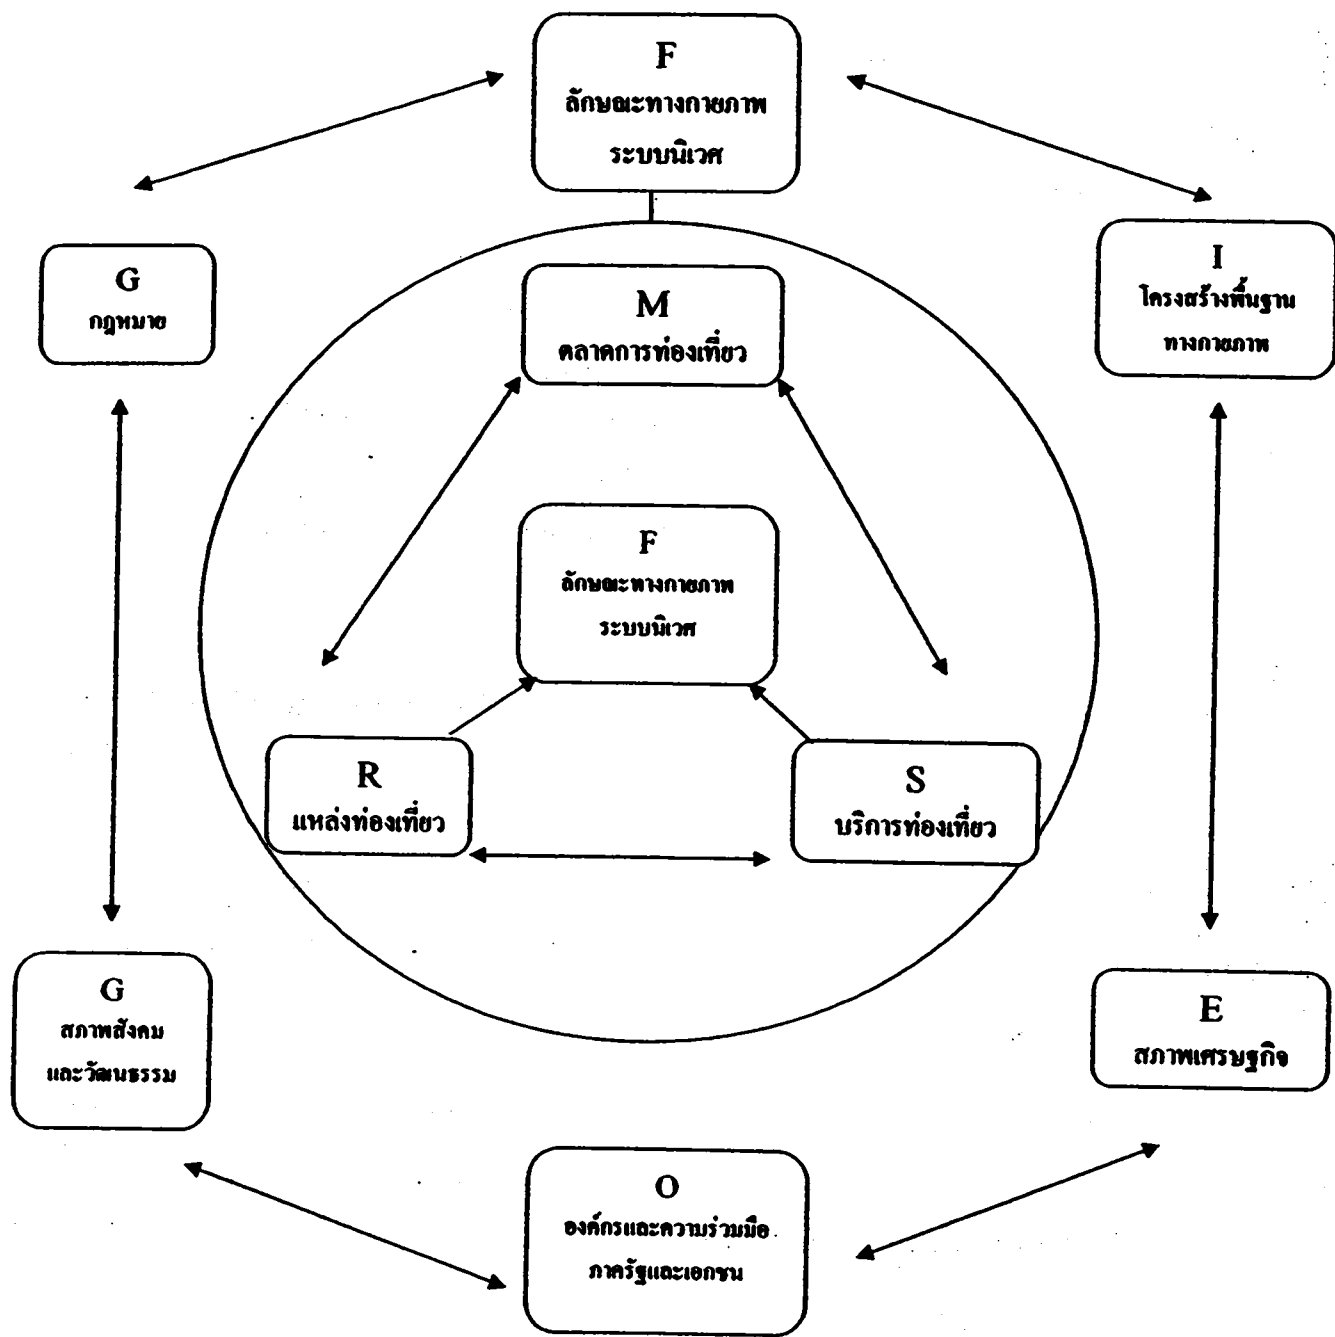 F
ลักษณะทางกายภาพ
ระบบนิเวศ
G
กฎหมาย
I
โครงสร้างพื้นฐาน
ทางกายภาพ
M
ตลาดการท่องเที่ยว
F
ลักษณะทางกายภาพ
ระบบนิเวศ
R
แหล่งท่องเที่ยว
S
บริการท่องเที่ยว
G
สภาพสังคม
และวัฒนธรรม
E
สภาพเศรษฐกิจ
O
องค์กรและความร่วมมือ
ภาครัฐและเอกชน